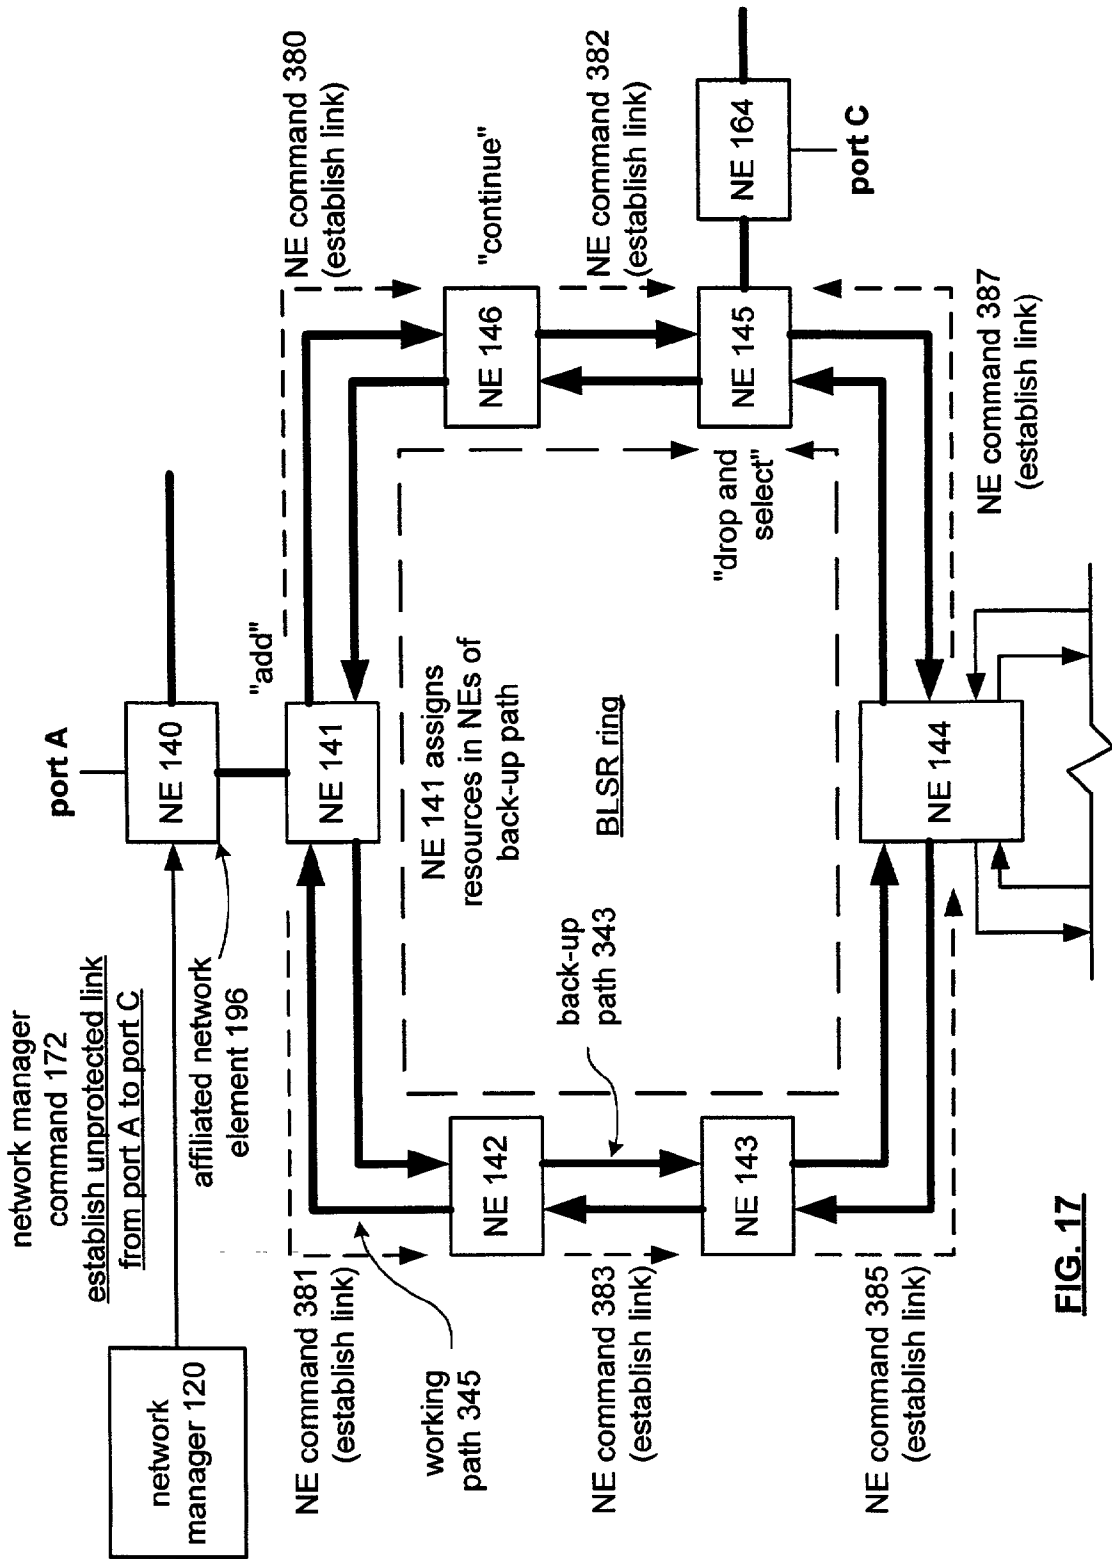 network manager
command 172
establish unprotected link
from port A to port C
network
manager 120
affiliated network
element 196
port A
NE 140
"add"
NE 141
NE command 380
(establish link)
NE command 381
(establish link)
working
path 345
NE 142
NE 141 assigns
resources in NEs of
back-up path
NE 146
"continue"
NE command 382
(establish link)
NE command 383
(establish link)
back-up
path 343
BLSR ring
NE 143
"drop and
select"
NE 145
NE 164
port C
NE command 385
(establish link)
NE 144
NE command 387
(establish link)
FIG. 17